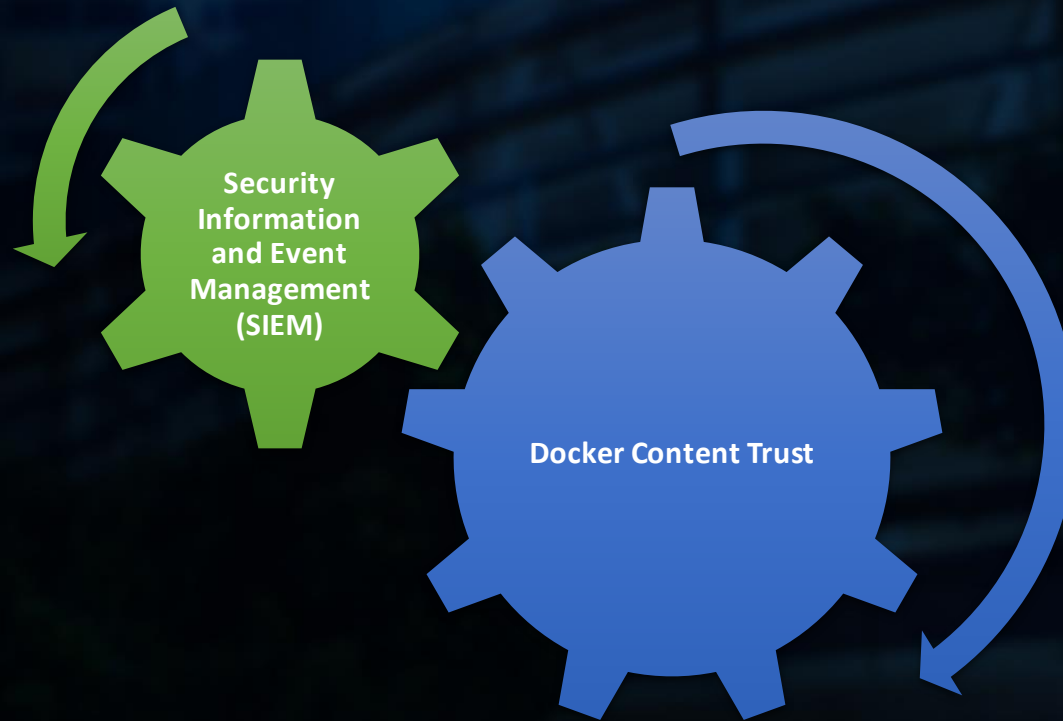 Security
Information
and Event
Management
(SIEM)
Docker Content Trust